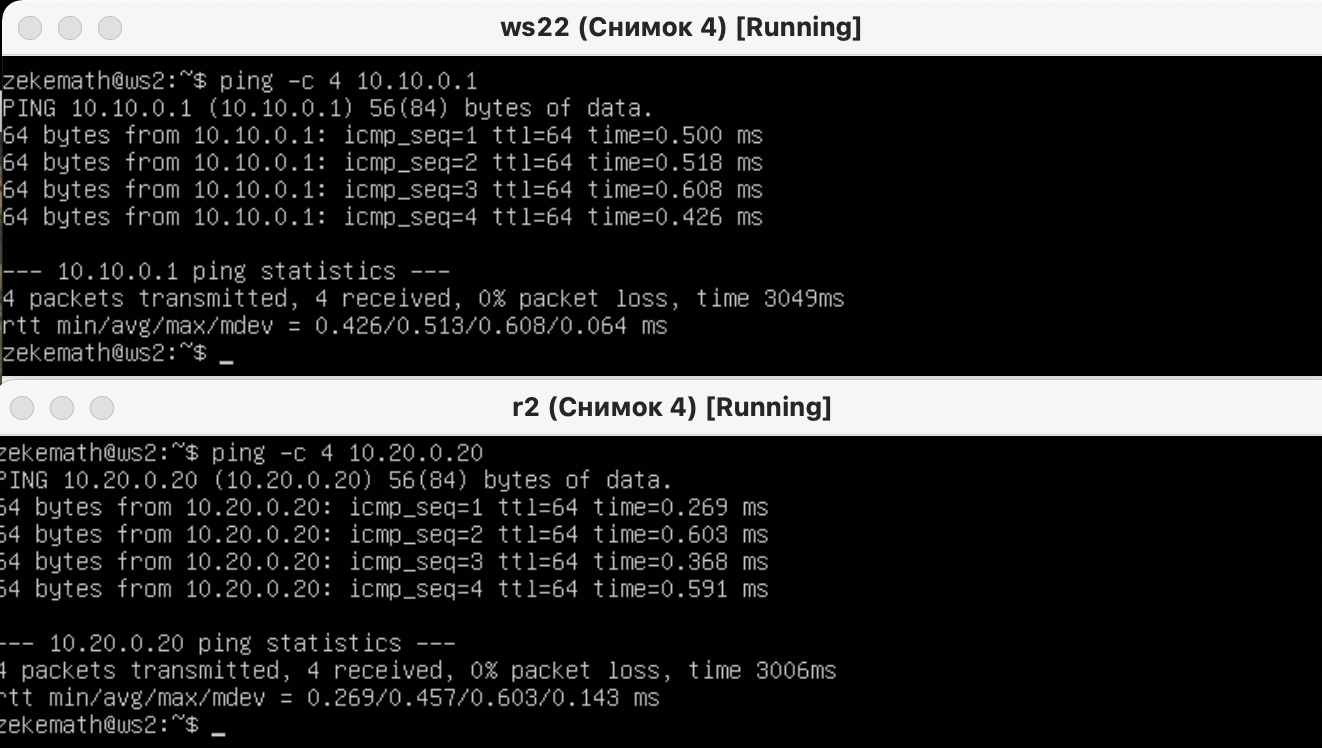 ws22 (Снимок 4) [Running]
zekemath@ws2:~$ ping -c 4 10.10.0.1
PING 10.10.0.1 (10.10.0.1) 56(84) bytes of data.
64 bytes from 10.10.0.1: icmp_seq=1 ttl=64 time=0.500 ms
64 bytes from 10.10.0.1: icmp_seq=2 ttl=64 time=0.518 ms
64 bytes from 10.10.0.1: icmp_seq=3 ttl=64 time=0.608 ms
64 bytes from 10.10.0.1: icmp_seq=4 ttl=64 time=0.426 ms
--- 10.10.0.1 ping statistics ---
4 packets transmitted, 4 received, 0% packet loss, time 3049ms
rtt min/avg/max/mdev = 0.426/0.513/0.608/0.064 ms
zekemath@ws2:~$ _
r2 (Снимок 4) [Running]
zekemath@ws2:~$ ping -c 4 10.20.0.20
PING 10.20.0.20 (10.20.0.20) 56(84) bytes of data.
64 bytes from 10.20.0.20: icmp_seq=1 ttl=64 time=0.269 ms
64 bytes from 10.20.0.20: icmp_seq=2 ttl=64 time=0.603 ms
64 bytes from 10.20.0.20: icmp_seq=3 ttl=64 time=0.368 ms
64 bytes from 10.20.0.20: icmp_seq=4 ttl=64 time=0.591 ms
--- 10.20.0.20 ping statistics ---
4 packets transmitted, 4 received, 0% packet loss, time 3006ms
rtt min/avg/max/mdev = 0.269/0.457/0.603/0.143 ms
zekemath@ws2:~$ _